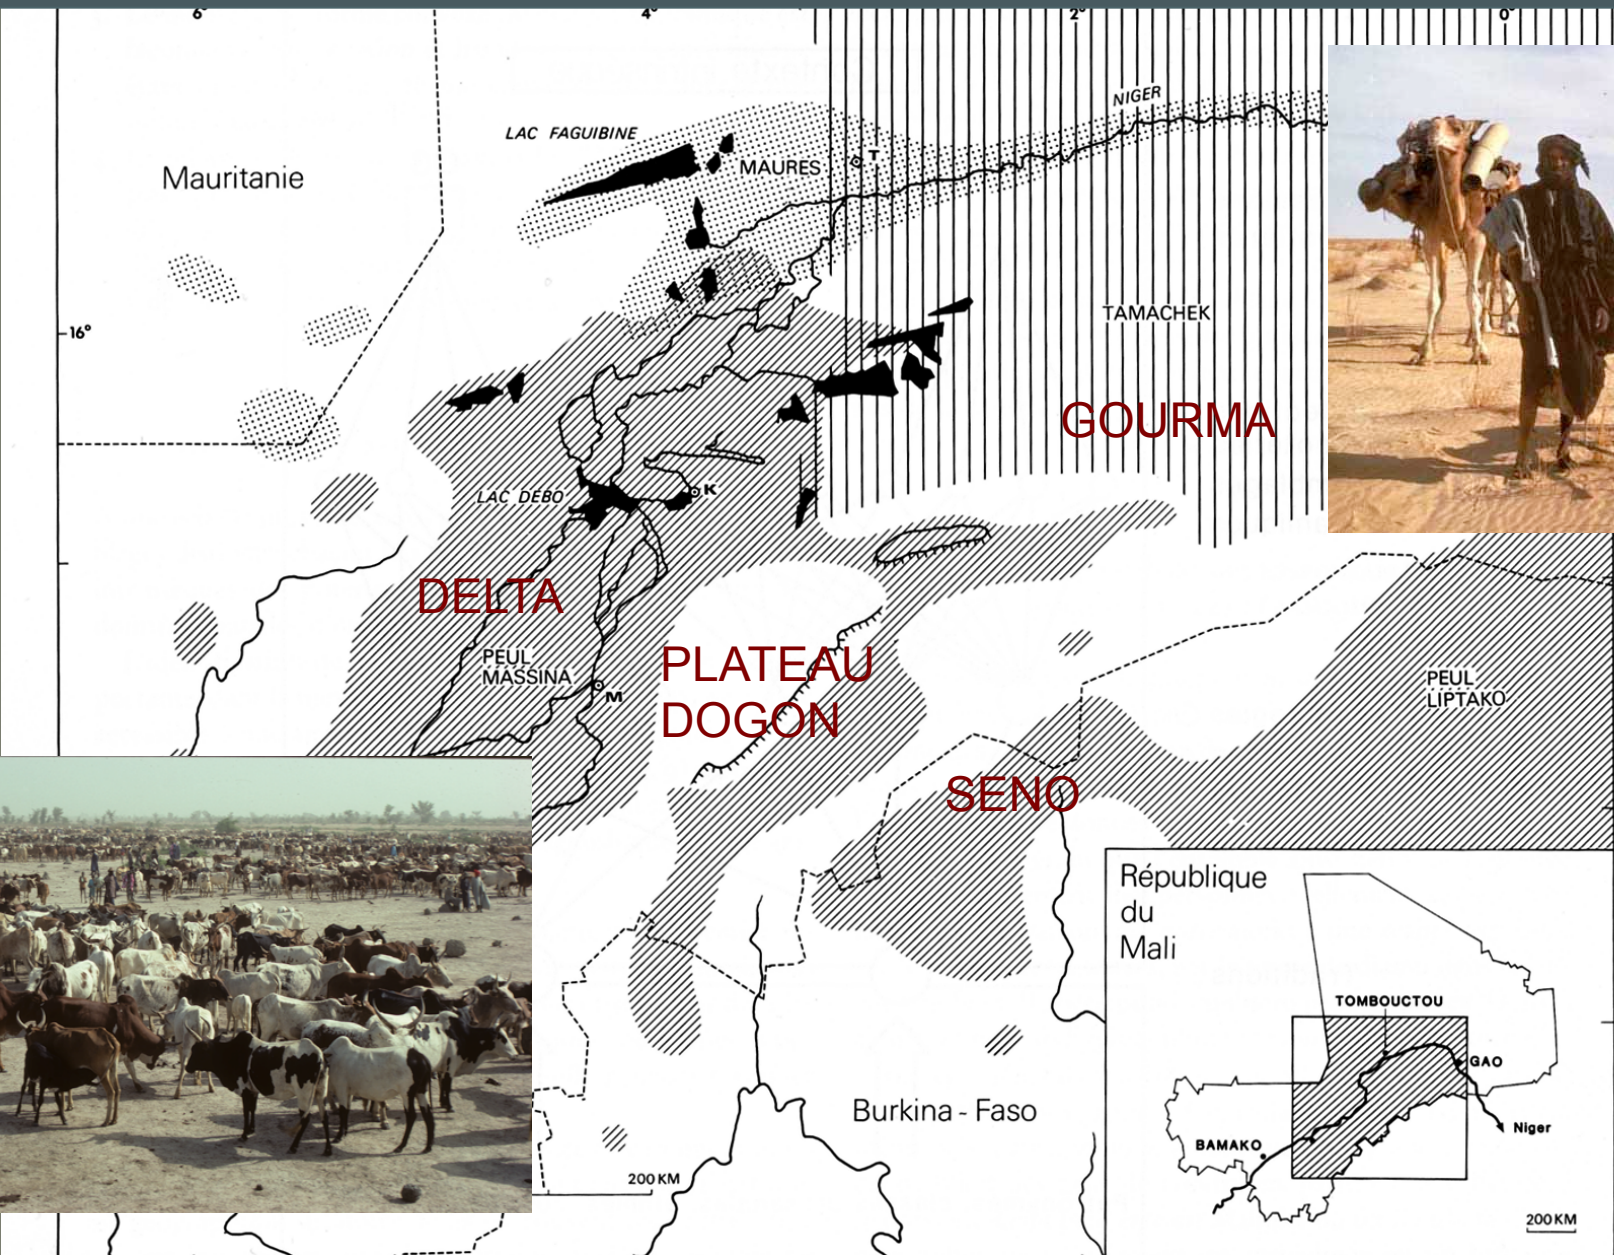 6°
4°
2°
0°
NIGER
LAC FAGUIBINE
MAURES
T
Mauritanie
16°
TAMACHEK
GOURMA
LAC DEBO
K
DELTA
PEUL
MASSINA
M
PLATEAU
DOGON
PEUL
LIPTAKO
SENO
République
du
Mali
TOMBOUCTOU
GAO
Niger
BAMAKO
200 KM
Burkina - Faso
200 KM